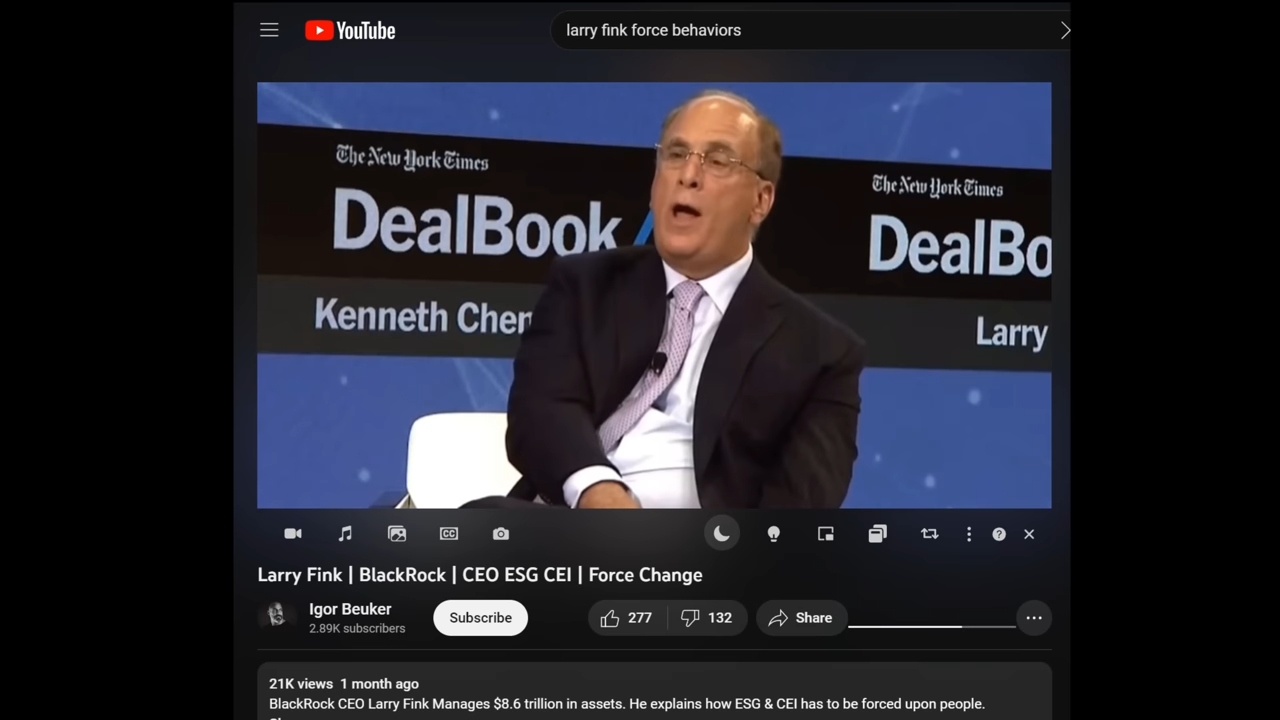 YouTube
larry fink force behaviors
The New York Times
DealBook
Kenneth Chen
The New York Times
DealBo
Larry
CC
Larry Fink | BlackRock | CEO ESG CEI | Force Change
Igor Beuker
2.89K subscribers
Subscribe
277
132
Share
21K views 1 month ago
BlackRock CEO Larry Fink Manages $8.6 trillion in assets. He explains how ESG & CEI has to be forced upon people.